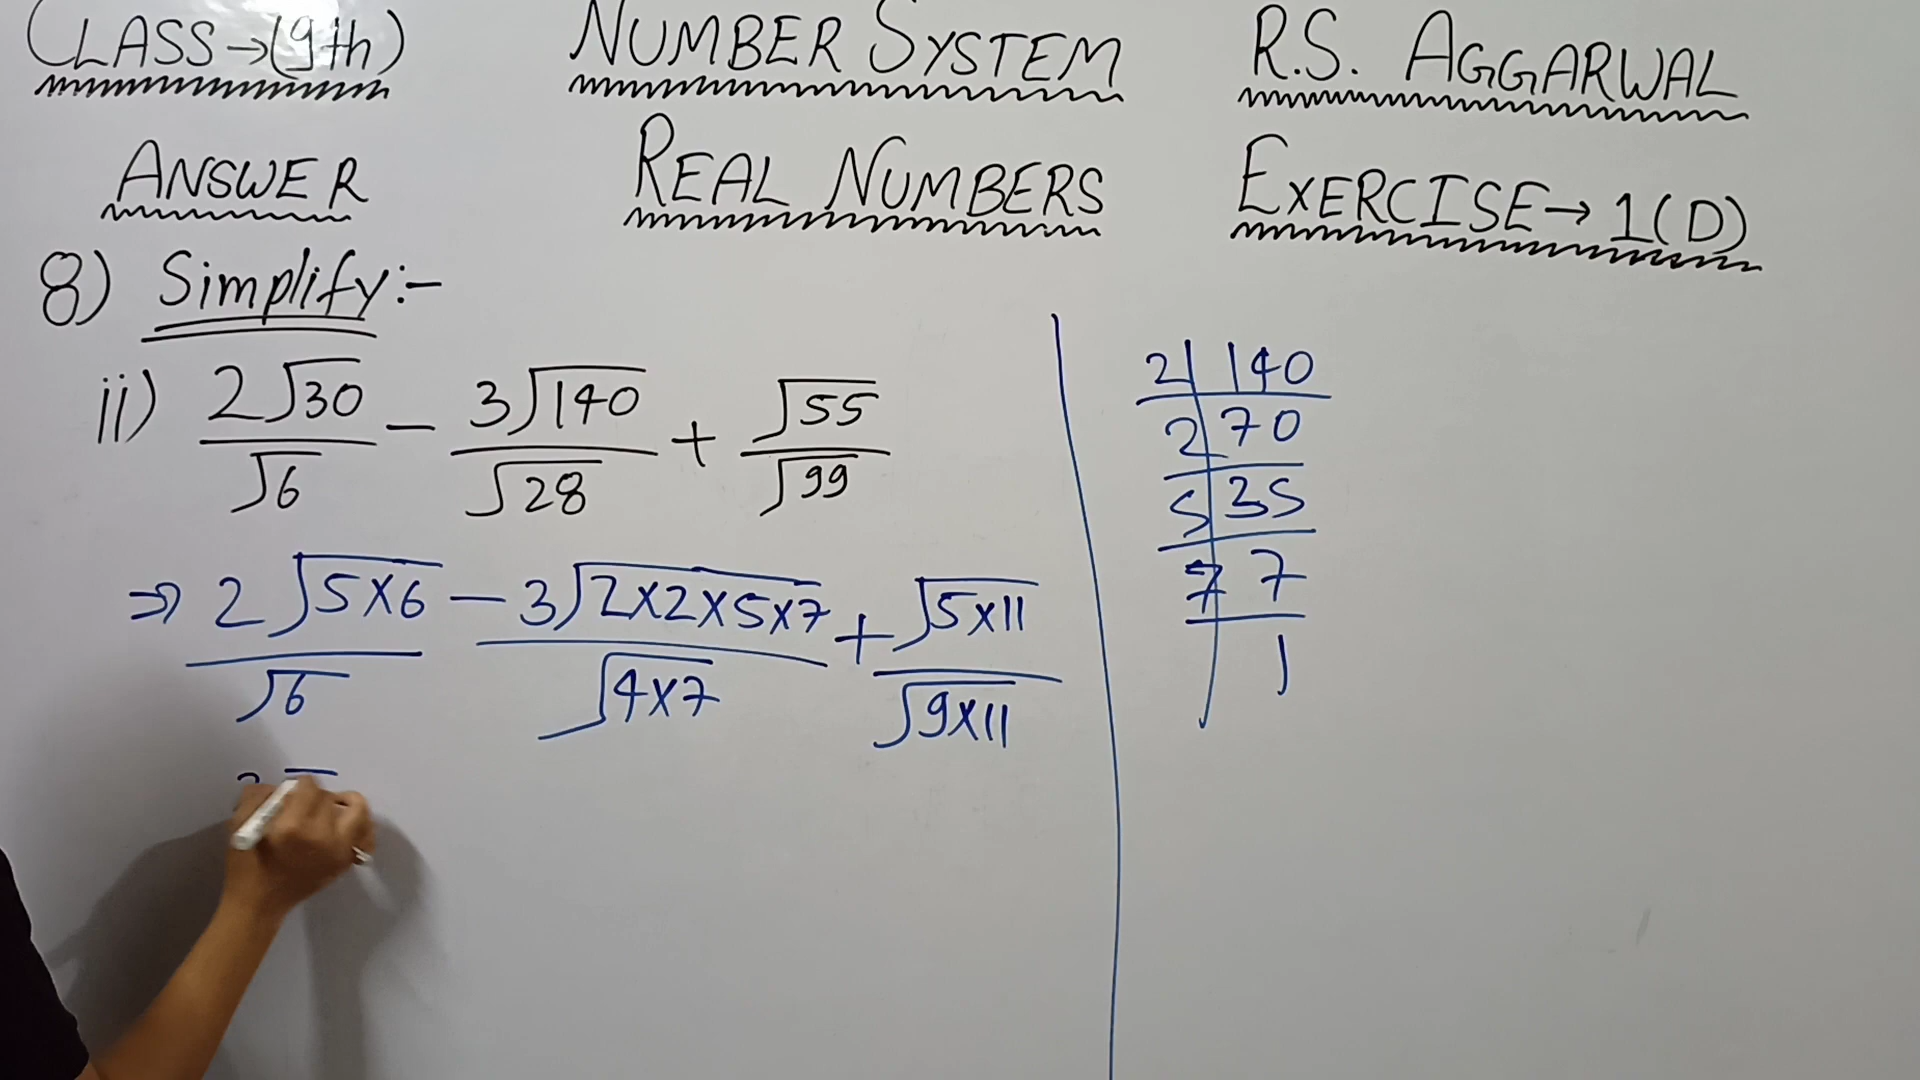 CLASS→(9th) NUMBER SYSTEM R.S. AGGARWAL
ANSWER REAL NUMBERS EXERCISE→1(D)
8) Simplify:-
ii) 2√30/√6 - 3√140/√28 + √55/√99
⇒ 2√5×6/√6 - 3√2×2×5×7/√4×7 + √5×11/√9×11
2 140
2 70
5 35
7 7
1